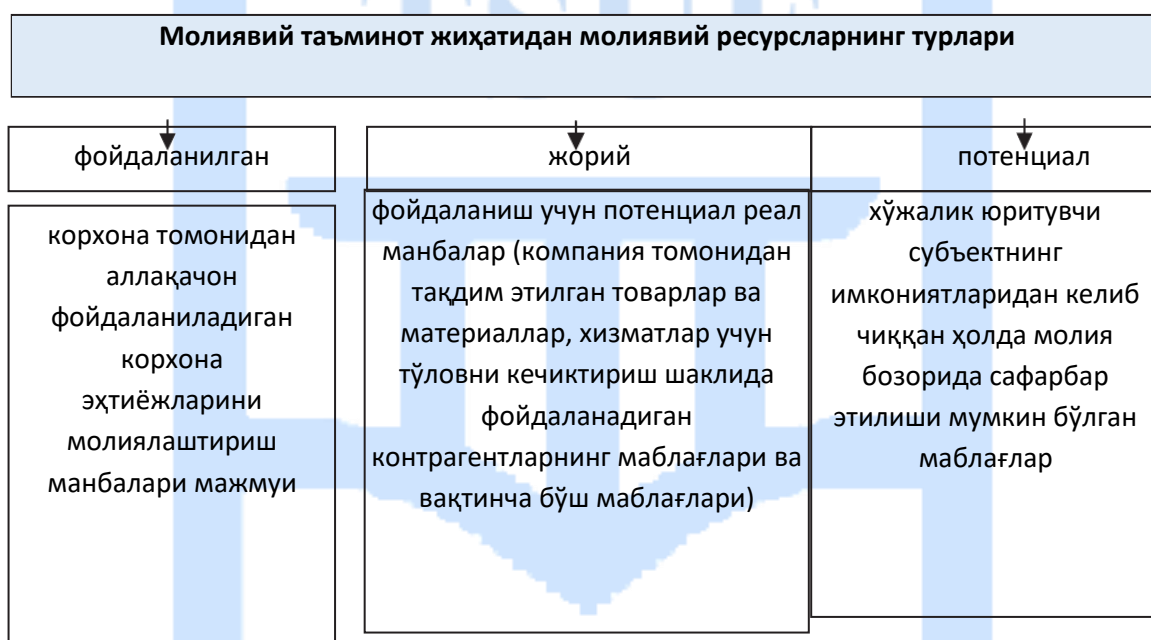 Молиявий таъминот жиҳатидан молиявий ресурсларнинг турлари
фойдаланилган
жорий
потенциал
корхона томонидан
аллақачон
фойдаланиладиган
корхона
эҳтиёжларини
молиялаштириш
манбалари мажмуи
фойдаланиш учун потенциал реал
манбалар (компания томонидан
тақдим этилган товарлар ва
материаллар, хизматлар учун
тўловни кечиктириш шаклида
фойдаланадиган
контрагентларнинг маблағлари ва
вақтинча бўш маблағлари)
хўжалик юритувчи
субъектнинг
имкониятларидан келиб
чиққан ҳолда молия
бозорида сафарбар
этилиши мумкин бўлган
маблағлар